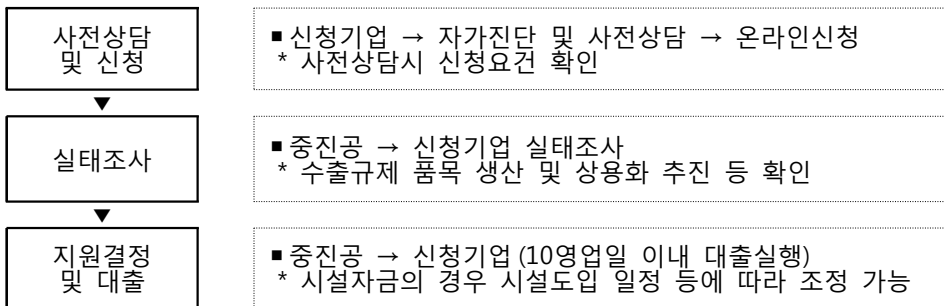 사전상담
및 신청
■ 신청기업 → 자가진단 및 사전상담 → 온라인신청
* 사전상담시 신청요건 확인
▼
실태조사
■ 중진공 → 신청기업 실태조사
* 수출규제 품목 생산 및 상용화 추진 등 확인
▼
지원결정
및 대출
■ 중진공 → 신청기업 (10영업일 이내 대출실행)
* 시설자금의 경우 시설도입 일정 등에 따라 조정 가능